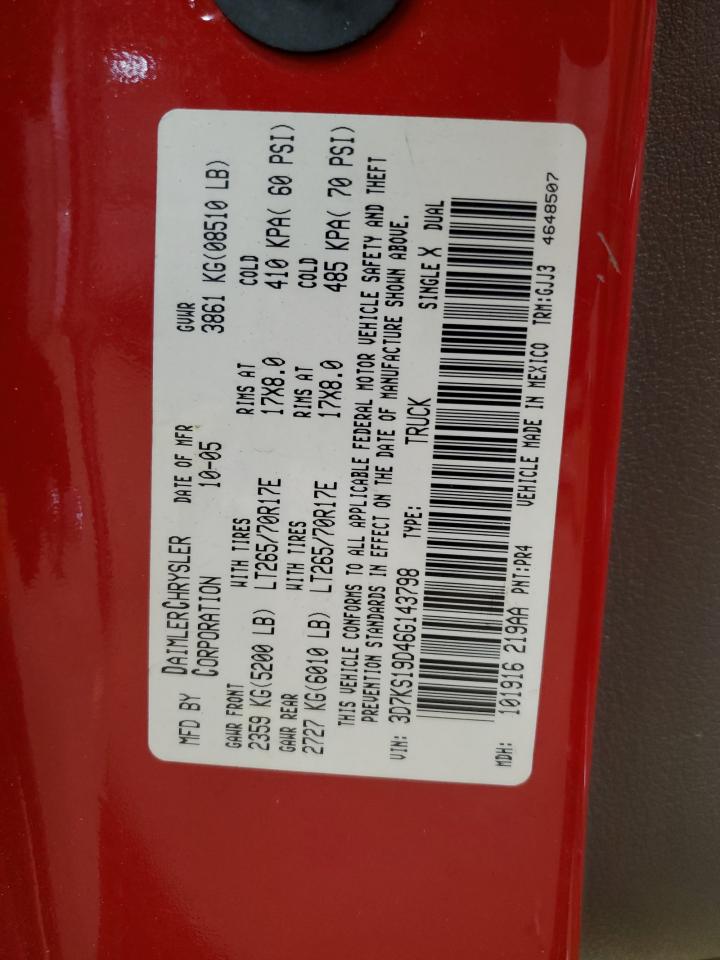 MFD BY DAIMLERCHRYSLER CORPORATION DATE OF MFR 10-05 GVWR 3861 KG(08510 LB)
GAWR FRONT WITH TIRES RIMS AT COLD
2359 KG(5200 LB) LT265/70R17E 17X8.0 410 KPA( 60 PSI)
GAWR REAR WITH TIRES RIMS AT COLD
2727 KG(6010 LB) LT265/70R17E 17X8.0 485 KPA( 70 PSI)
THIS VEHICLE CONFORMS TO ALL APPLICABLE FEDERAL MOTOR VEHICLE SAFETY AND THEFT
PREVENTION STANDARDS IN EFFECT ON THE DATE OF MANUFACTURE SHOWN ABOVE.
VIN: 3D7KS19D46G143798 TYPE: TRUCK SINGLE X DUAL
MDH: 101916 219AA PNT:PR4 VEHICLE MADE IN MEXICO TRM:GJJ3 4648507